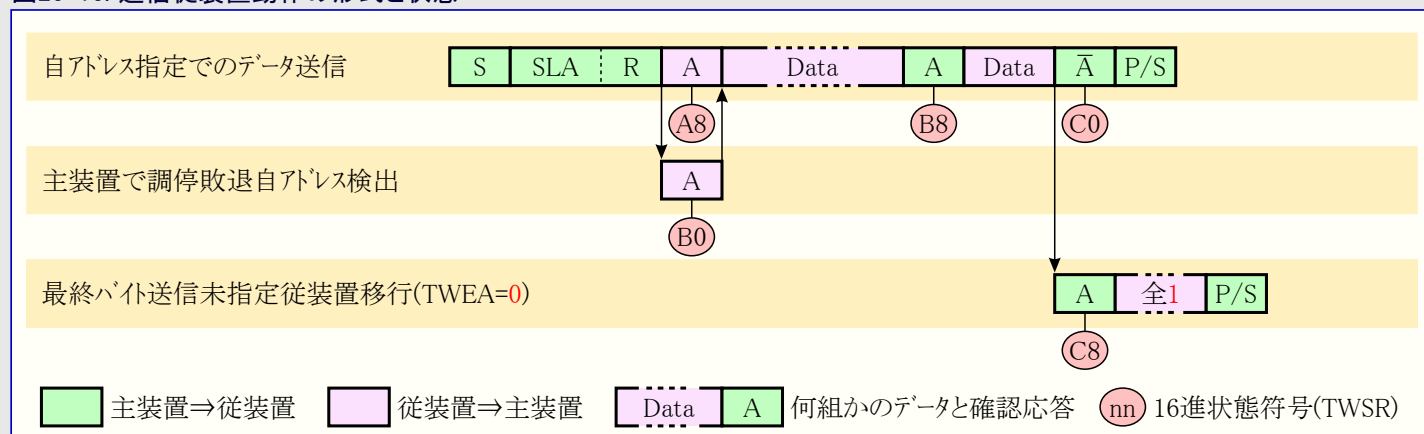 自アドレス指定でのデータ送信 S SLA R A Data A Data A̅ P/S
A8 B8 C0
主装置で調停敗退自アドレス検出 A
B0
最終バイト送信未指定従装置移行(TWEA=0) A 全1 P/S
C8
主装置⇒従装置 従装置⇒主装置 Data A 何組かのデータと確認応答 nn 16進状態符号(TWSR)